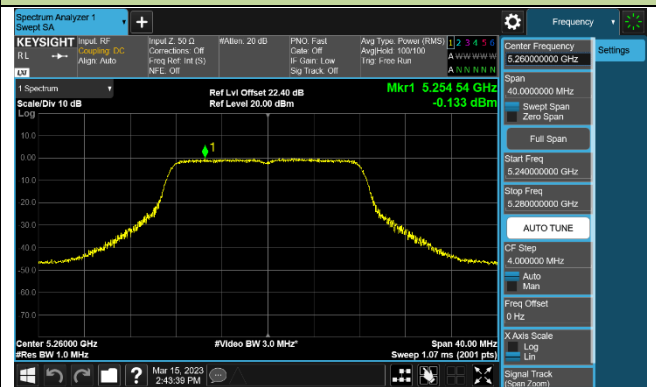 Spectrum Analyzer 1
Swept SA
Frequency
KEYSIGHT
RL
LXI
Input: RF
Coupling: DC
Align: Auto
Input Z: 50 Ω
Corrections: Off
Freq Ref: Int (S)
NFE: Off
#Atten: 20 dB
PNO: Fast
Gate: Off
IF Gain: Low
Sig Track: Off
Avg Type: Power (RMS)
Avg|Hold: 100/100
Trig: Free Run
1 2 3 4 5 6
A W W W W W
A N N N N N
1 Spectrum
Scale/Div 10 dB
Log
Ref Lvl Offset 22.40 dB
Ref Level 20.00 dBm
Mkr1 5.254 54 GHz
-0.133 dBm
1
10.0
0.00
-10.0
-20.0
-30.0
-40.0
-50.0
-60.0
-70.0
Center 5.26000 GHz
#Res BW 1.0 MHz
#Video BW 3.0 MHz*
Span 40.00 MHz
Sweep 1.07 ms (2001 pts)
Center Frequency
5.260000000 GHz
Settings
Span
40.0000000 MHz
Swept Span
Zero Span
Full Span
Start Freq
5.240000000 GHz
Stop Freq
5.280000000 GHz
AUTO TUNE
CF Step
4.000000 MHz
Auto
Man
Freq Offset
0 Hz
X Axis Scale
Log
Lin
Signal Track
(Span Zoom)
Mar 15, 2023
2:43:39 PM